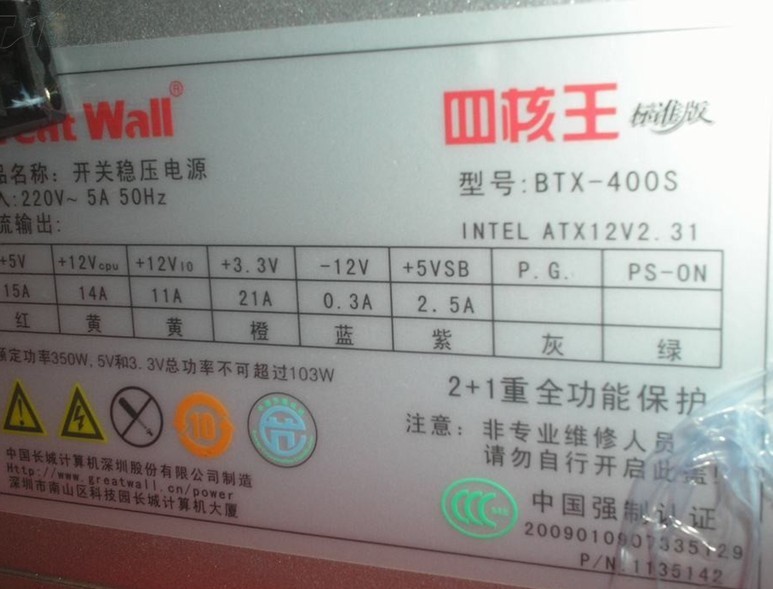 Great Wall®
四核王 标准版
品名称: 开关稳压电源
入:220V~ 5A 50Hz
型号:BTX-400S
流输出:
INTEL ATX12V2.31
+5V +12Vcpu +12VIO +3.3V -12V +5VSB P.G. PS-ON
15A 14A 11A 21A 0.3A 2.5A
红 黄 黄 橙 蓝 紫 灰 绿
额定功率350W,5V和3.3V总功率不可超过103W
2+1重全功能保护
注意: 非专业维修人员
请勿自行开启此盖!
10
中国长城计算机深圳股份有限公司制造
Http://www.greatwall.cn/power
深圳市南山区科技园长城计算机大厦
CCC S&E
中国强制认证
2009010907335129
P/N:1135142